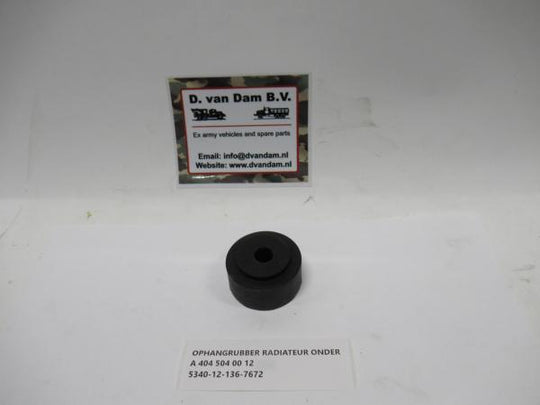 D. van Dam B.V.
Ex army vehicles and spare parts
Email: info@dvandam.nl
Website: www.dvandam.nl
OPHANGRUBBER RADIATEUR ONDER
A 404 504 00 12
5340-12-136-7672